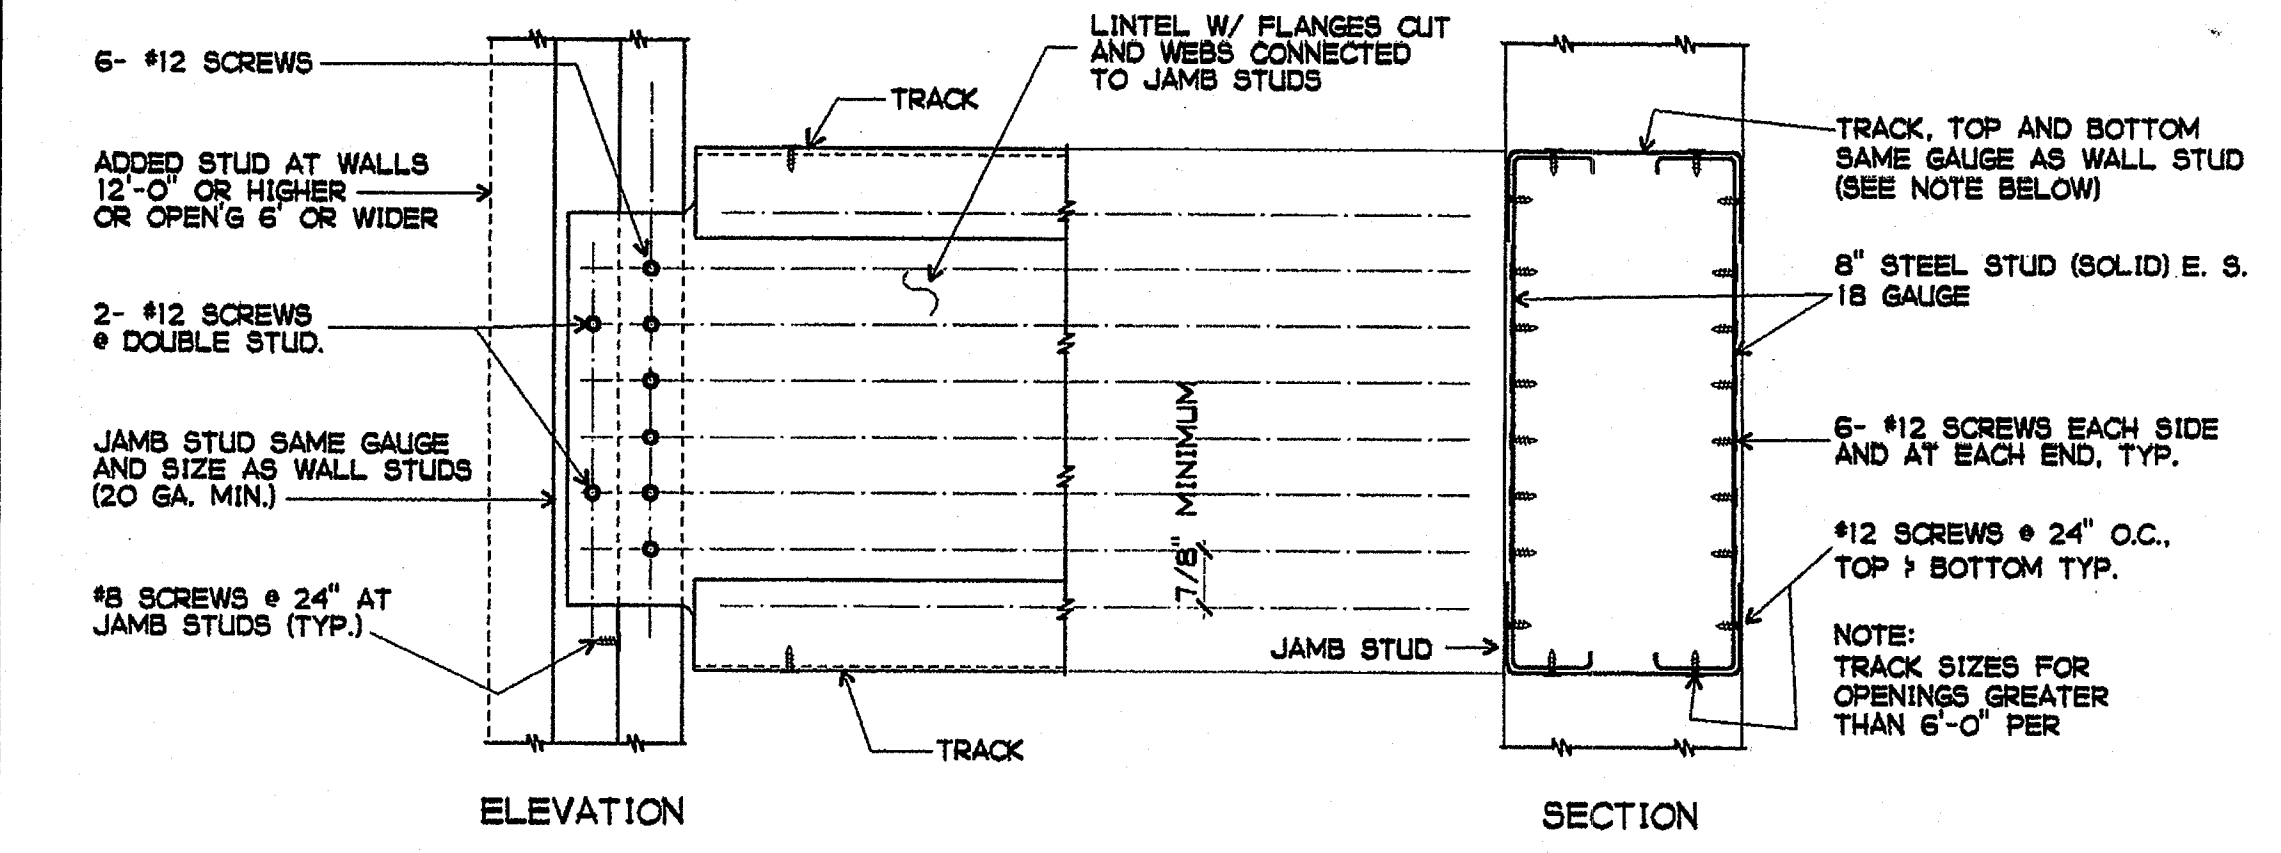 6- #12 SCREWS
ADDED STUD AT WALLS
12'-0" OR HIGHER
OR OPEN'G 6' OR WIDER
2- #12 SCREWS
@ DOUBLE STUD.
JAMB STUD SAME GAUGE
AND SIZE AS WALL STUDS
(20 GA. MIN.)
#8 SCREWS @ 24" AT
JAMB STUDS (TYP.)
TRACK
LINTEL W/ FLANGES CUT
AND WEBS CONNECTED
TO JAMB STUDS
7/8" MINIMUM
TRACK
ELEVATION
JAMB STUD
TRACK, TOP AND BOTTOM
SAME GAUGE AS WALL STUD
(SEE NOTE BELOW)
8" STEEL STUD (SOLID) E. S.
18 GAUGE
6- #12 SCREWS EACH SIDE
AND AT EACH END, TYP.
#12 SCREWS @ 24" O.C.,
TOP & BOTTOM TYP.
NOTE:
TRACK SIZES FOR
OPENINGS GREATER
THAN 6'-0" PER
SECTION